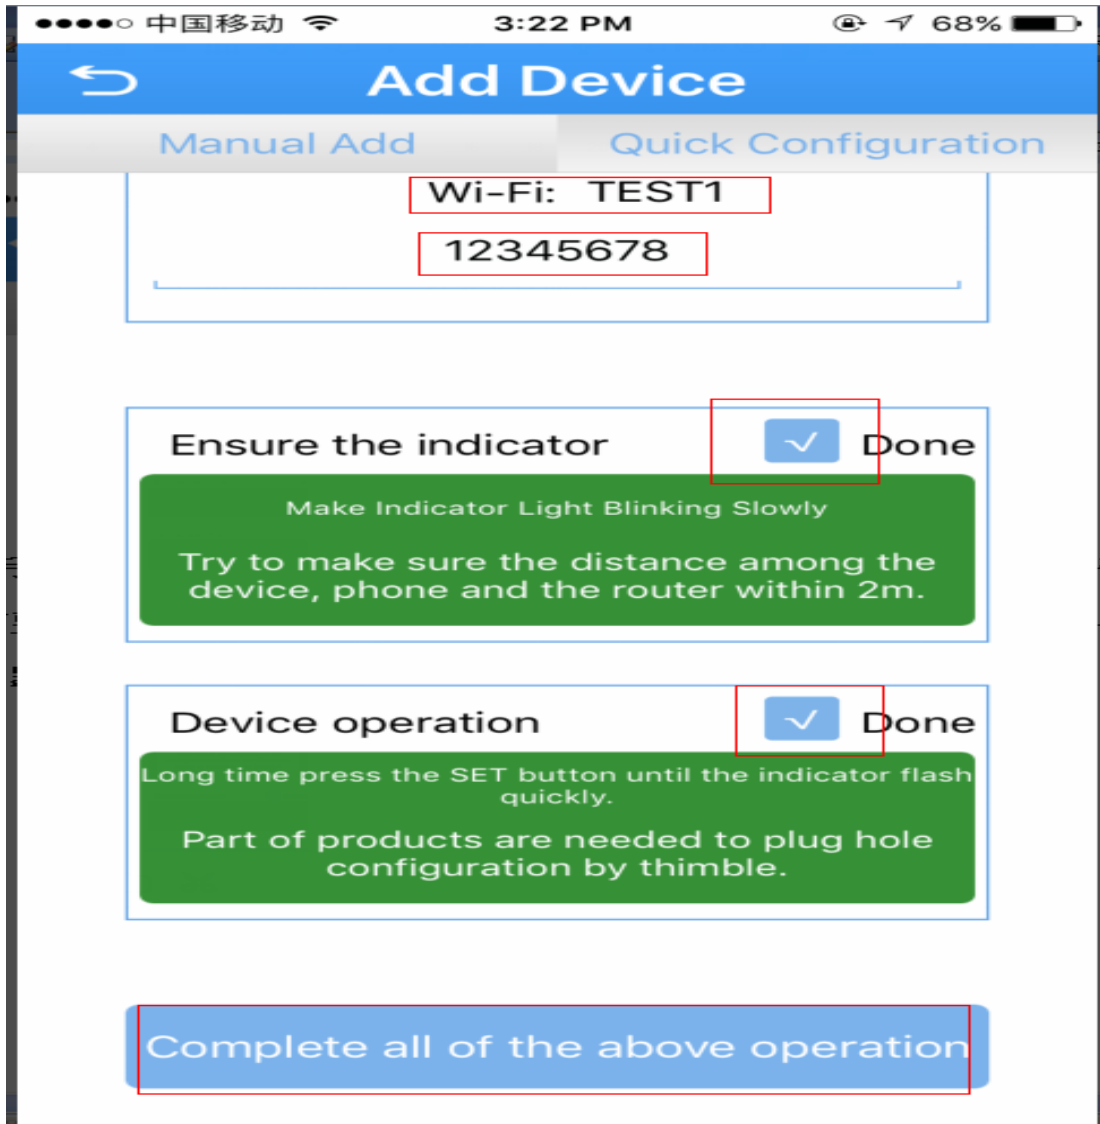 中国移动 3:22 PM 68%
Add Device
Manual Add Quick Configuration
Wi-Fi: TEST1
12345678
Ensure the indicator √ Done
Make Indicator Light Blinking Slowly
Try to make sure the distance among the
device, phone and the router within 2m.
Device operation √ Done
Long time press the SET button until the indicator flash
quickly.
Part of products are needed to plug hole
configuration by thimble.
Complete all of the above operation